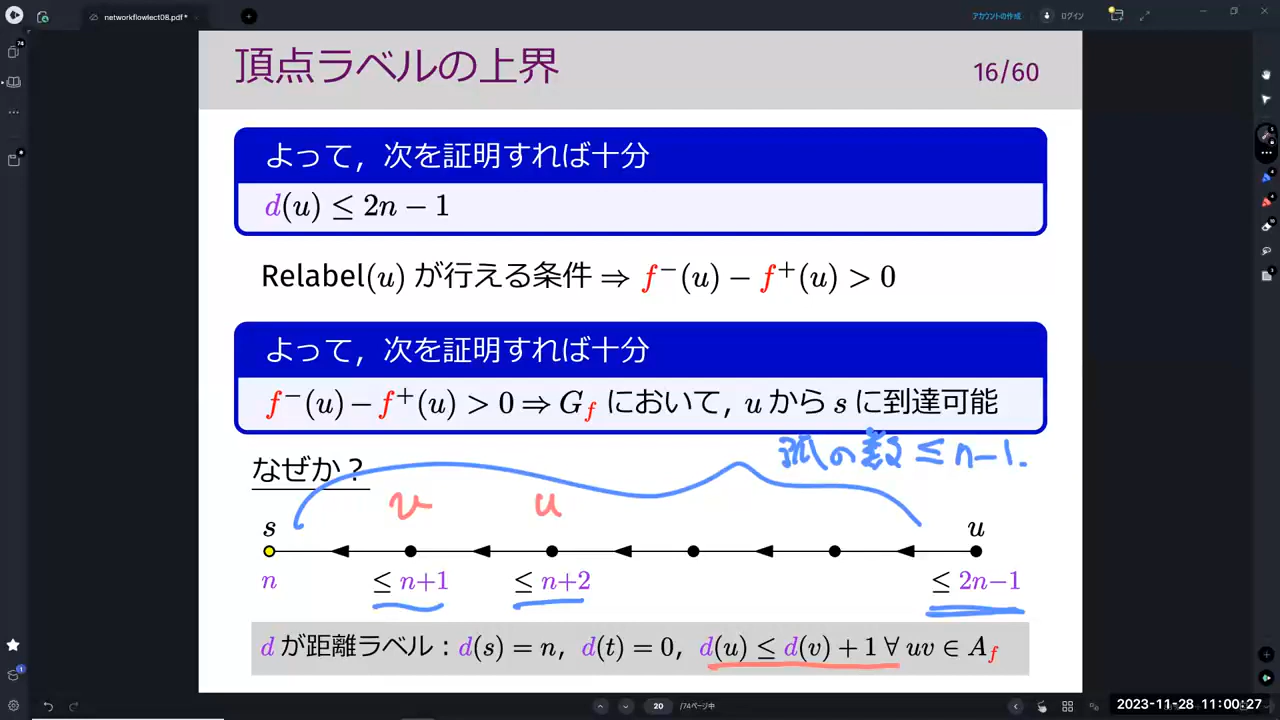 networkflowlect08.pdf*
アカウントの作成
ログイン
頂点ラベルの上界
16/60
よって，次を証明すれば十分
d(u) ≤ 2n − 1
Relabel(u) が行える条件 ⇒ f⁻(u) − f⁺(u) > 0
よって，次を証明すれば十分
f⁻(u) − f⁺(u) > 0 ⇒ G_f において, u から s に到達可能
弧の数 ≤ n−1.
なぜか？
v u
s u
n ≤ n+1 ≤ n+2 ≤ 2n−1
d が距離ラベル：d(s) = n, d(t) = 0, d(u) ≤ d(v) + 1 ∀ uv ∈ A_f
20 /74ページ中
2023-11-28 11:00:27